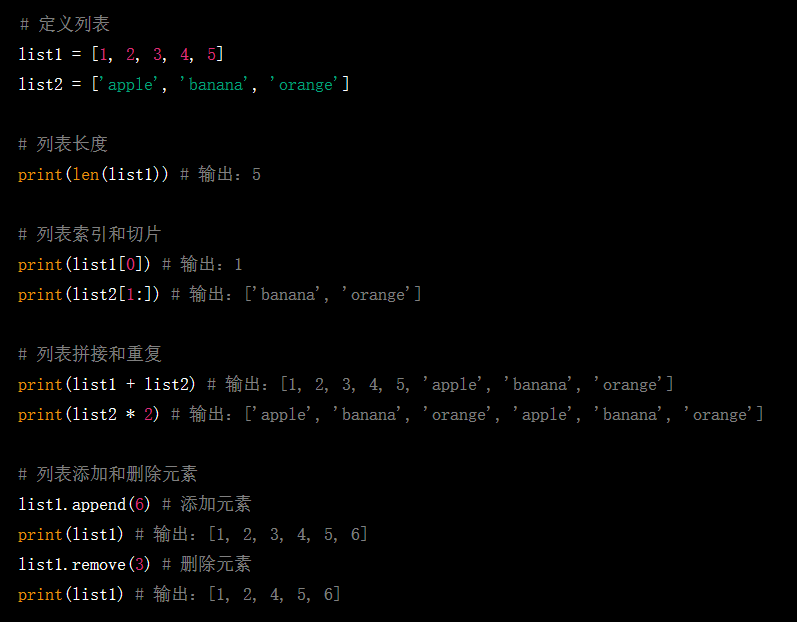 # 定义列表
list1 = [1, 2, 3, 4, 5]
list2 = ['apple', 'banana', 'orange']
# 列表长度
print(len(list1)) # 输出：5
# 列表索引和切片
print(list1[0]) # 输出：1
print(list2[1:]) # 输出：['banana', 'orange']
# 列表拼接和重复
print(list1 + list2) # 输出：[1, 2, 3, 4, 5, 'apple', 'banana', 'orange']
print(list2 * 2) # 输出：['apple', 'banana', 'orange', 'apple', 'banana', 'orange']
# 列表添加和删除元素
list1.append(6) # 添加元素
print(list1) # 输出：[1, 2, 3, 4, 5, 6]
list1.remove(3) # 删除元素
print(list1) # 输出：[1, 2, 4, 5, 6]